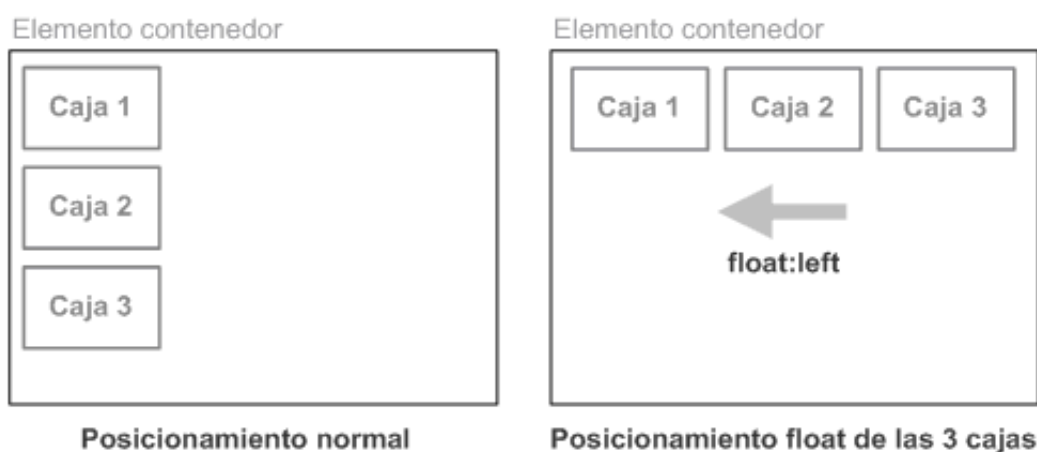 Elemento contenedor
Caja 1
Caja 2
Caja 3
Posicionamiento normal
Elemento contenedor
Caja 1 Caja 2 Caja 3
float:left
Posicionamiento float de las 3 cajas